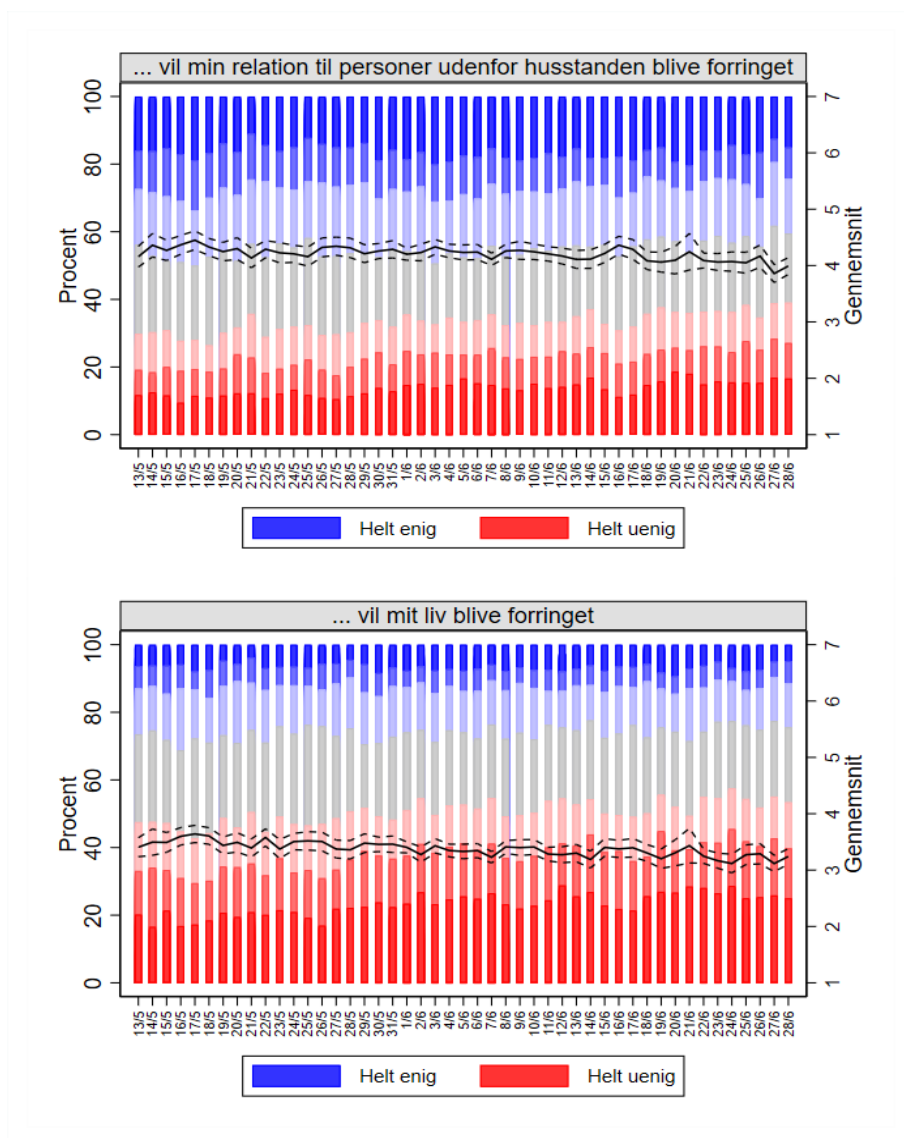 ... vil min relation til personer udenfor husstanden blive forringet
Procent
100
80
60
40
20
0
Gennemsnit
7
6
5
4
3
2
1
13/5 14/5 15/5 16/5 17/5 18/5 19/5 20/5 21/5 22/5 23/5 24/5 25/5 26/5 27/5 28/5 29/5 30/5 31/5 1/6 2/6 3/6 4/6 5/6 6/6 7/6 8/6 9/6 10/6 11/6 12/6 13/6 14/6 15/6 16/6 17/6 18/6 19/6 20/6 21/6 22/6 23/6 24/6 25/6 26/6 27/6 28/6
Helt enig Helt uenig
... vil mit liv blive forringet
Procent
100
80
60
40
20
0
Gennemsnit
7
6
5
4
3
2
1
13/5 14/5 15/5 16/5 17/5 18/5 19/5 20/5 21/5 22/5 23/5 24/5 25/5 26/5 27/5 28/5 29/5 30/5 31/5 1/6 2/6 3/6 4/6 5/6 6/6 7/6 8/6 9/6 10/6 11/6 12/6 13/6 14/6 15/6 16/6 17/6 18/6 19/6 20/6 21/6 22/6 23/6 24/6 25/6 26/6 27/6 28/6
Helt enig Helt uenig